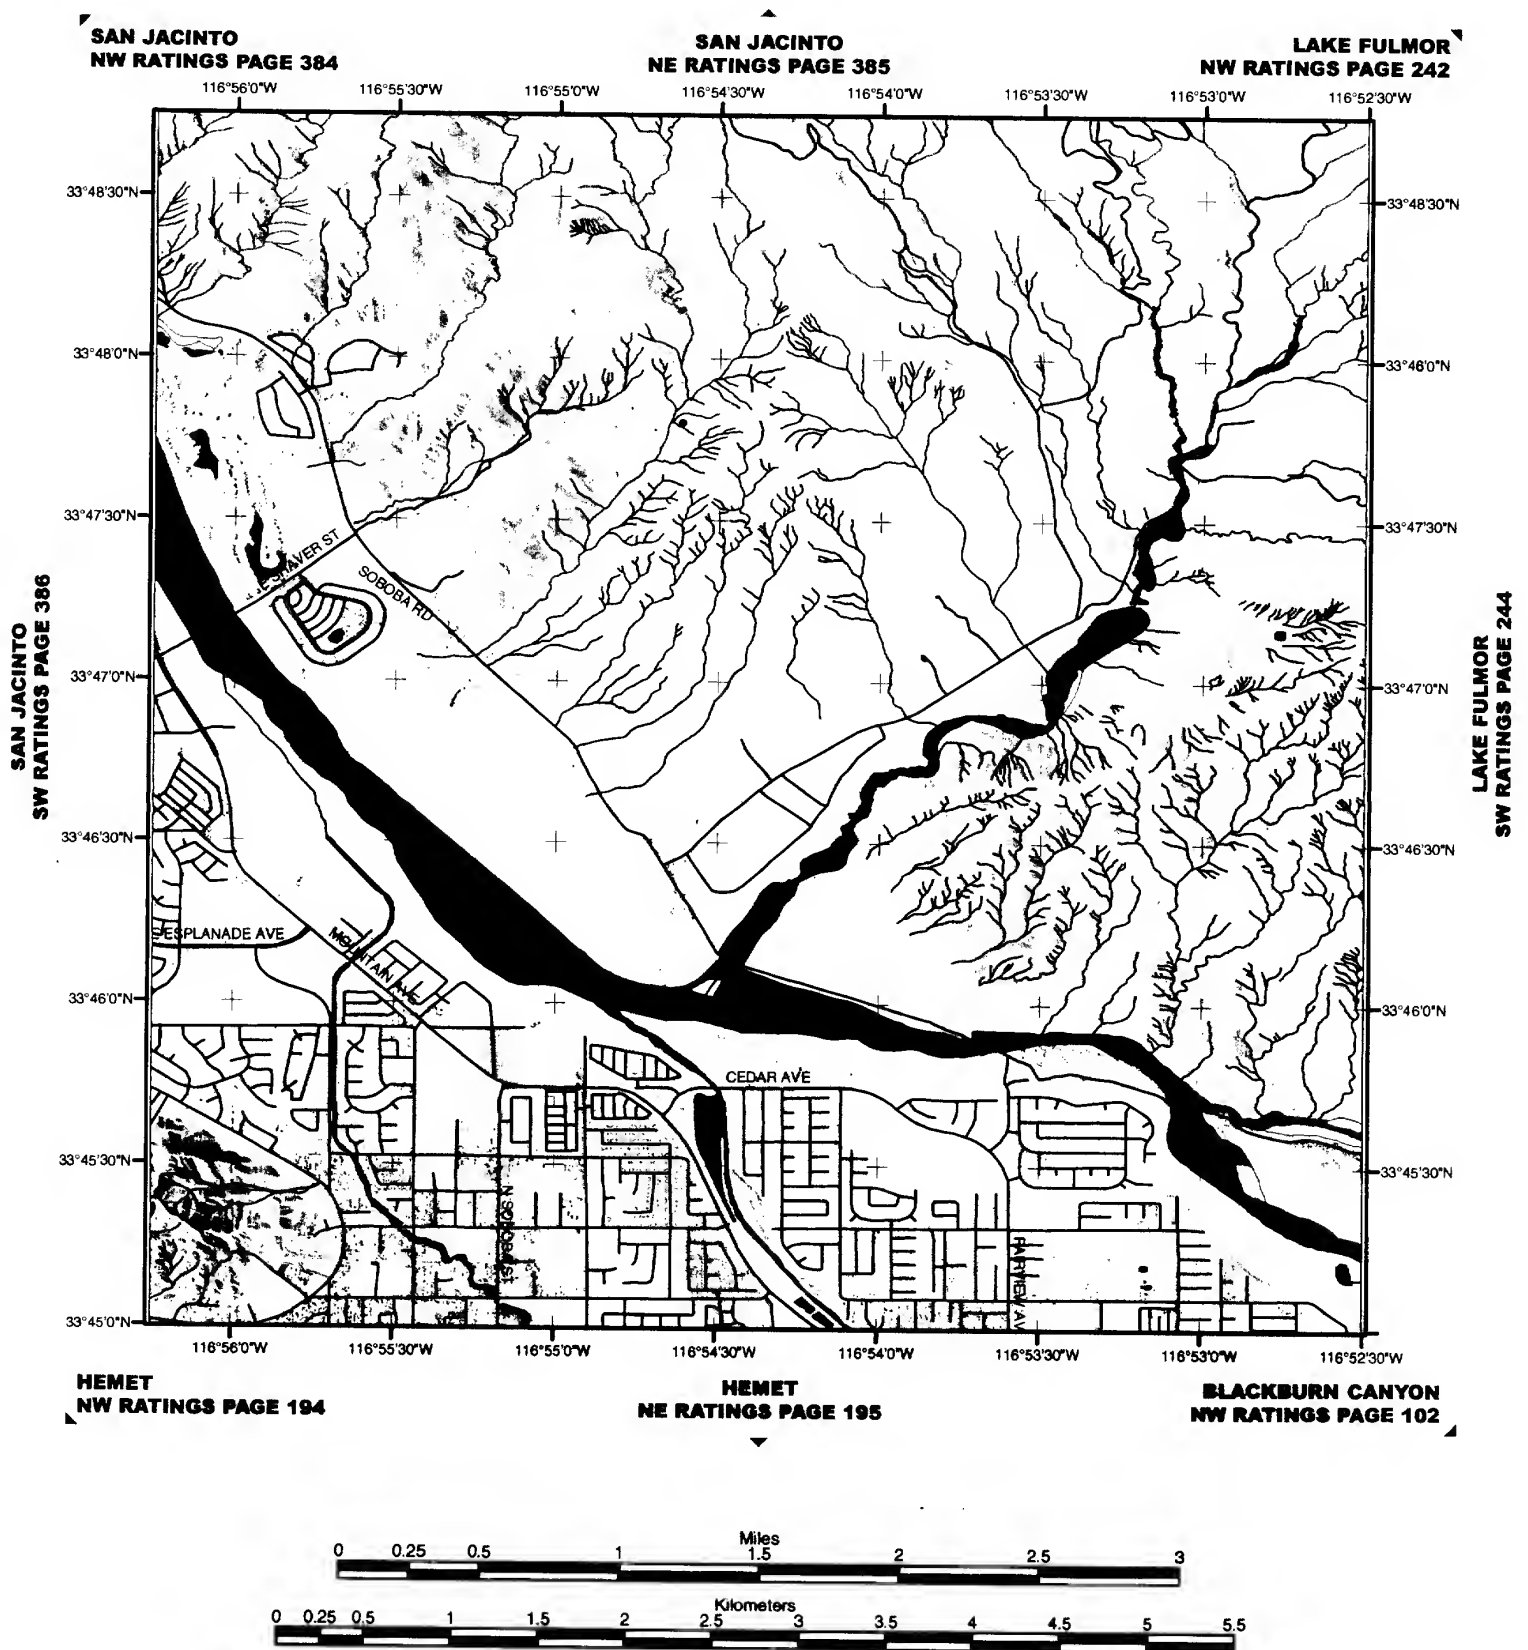 SAN JACINTO
NW RATINGS PAGE 384
SAN JACINTO
NE RATINGS PAGE 385
LAKE FULMOR
NW RATINGS PAGE 242
116°56'0"W 116°55'30"W 116°55'0"W 116°54'30"W 116°54'0"W 116°53'30"W 116°53'0"W 116°52'30"W
33°48'30"N 33°48'30"N
33°48'0"N 33°46'0"N
33°47'30"N 33°47'30"N
SHAVER ST
SOBOBA RD
SAN JACINTO
SW RATINGS PAGE 386
LAKE FULMOR
SW RATINGS PAGE 244
33°47'0"N 33°47'0"N
33°46'30"N 33°46'30"N
E ESPLANADE AVE
MOUNTAIN AVE
33°46'0"N 33°46'0"N
CEDAR AVE
33°45'30"N 33°45'30"N
N SOBOBA ST
FAIRVIEW AV
33°45'0"N
116°56'0"W 116°55'30"W 116°55'0"W 116°54'30"W 116°54'0"W 116°53'30"W 116°53'0"W 116°52'30"W
HEMET
NW RATINGS PAGE 194
HEMET
NE RATINGS PAGE 195
BLACKBURN CANYON
NW RATINGS PAGE 102
Miles
0 0.25 0.5 1 1.5 2 2.5 3
Kilometers
0 0.25 0.5 1 1.5 2 2.5 3 3.5 4 4.5 5 5.5